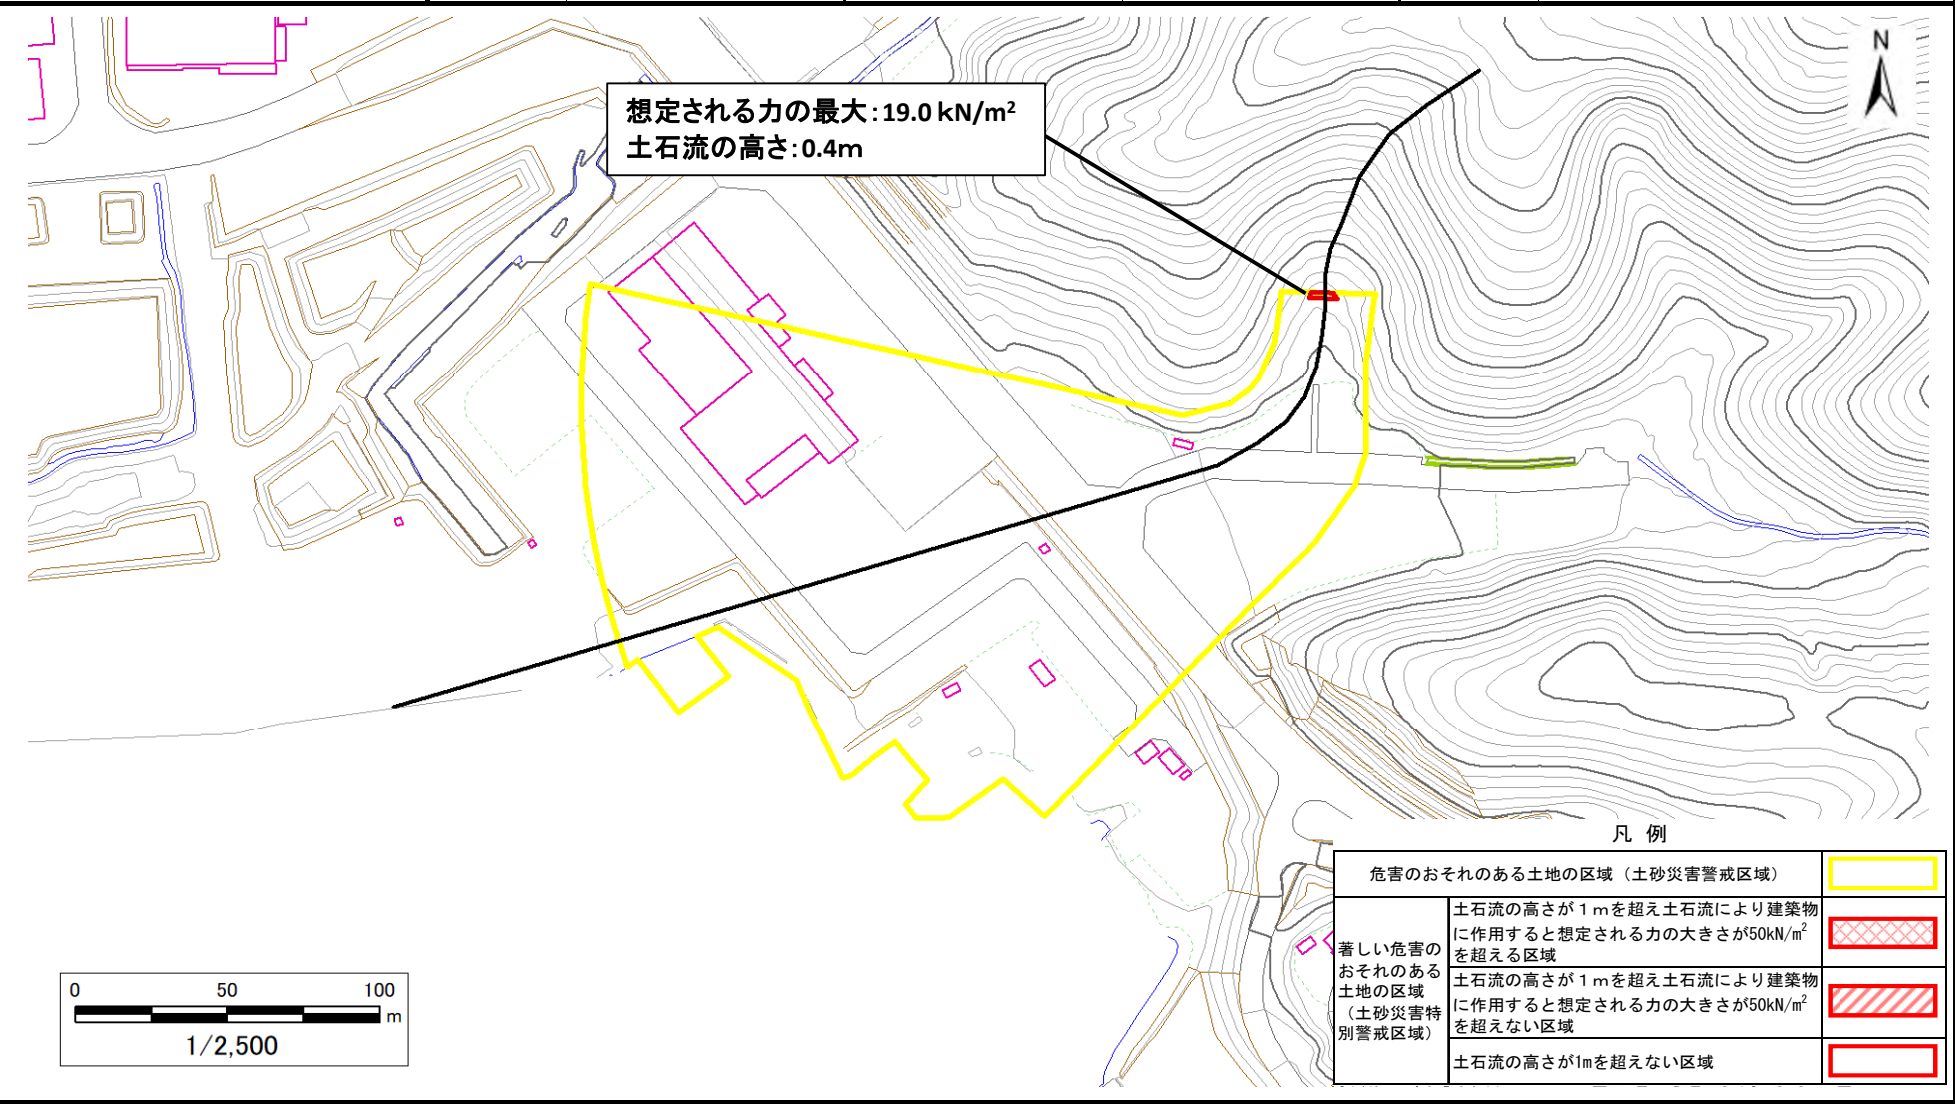 N
想定される力の最大:19.0 kN/m²
土石流の高さ:0.4m
凡 例
危害のおそれのある土地の区域（土砂災害警戒区域）
著しい危害の
おそれのある
土地の区域
（土砂災害特
別警戒区域）
土石流の高さが１ｍを超え土石流により建築物
に作用すると想定される力の大きさが50kN/㎡
を超える区域
土石流の高さが１ｍを超え土石流により建築物
に作用すると想定される力の大きさが50kN/㎡
を超えない区域
土石流の高さが1mを超えない区域
0 50 100
m
1/2,500